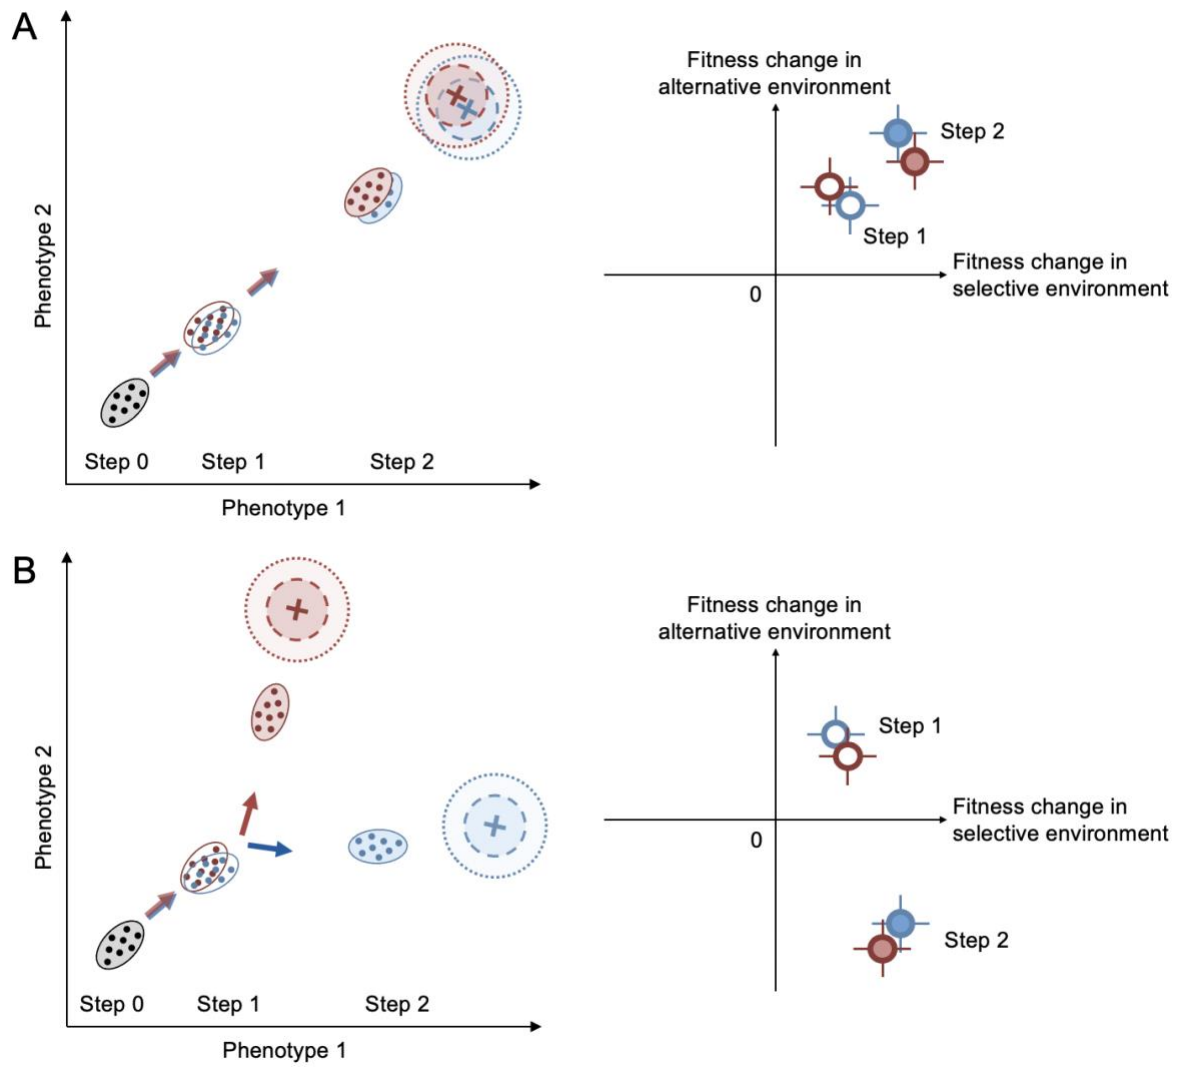 A
Phenotype 2
Step 0
Step 1
Step 2
Phenotype 1
Fitness change in
alternative environment
Step 2
Step 1
Fitness change in
selective environment
0
B
Phenotype 2
Step 0
Step 1
Step 2
Phenotype 1
Fitness change in
alternative environment
Step 1
Fitness change in
selective environment
0
Step 2